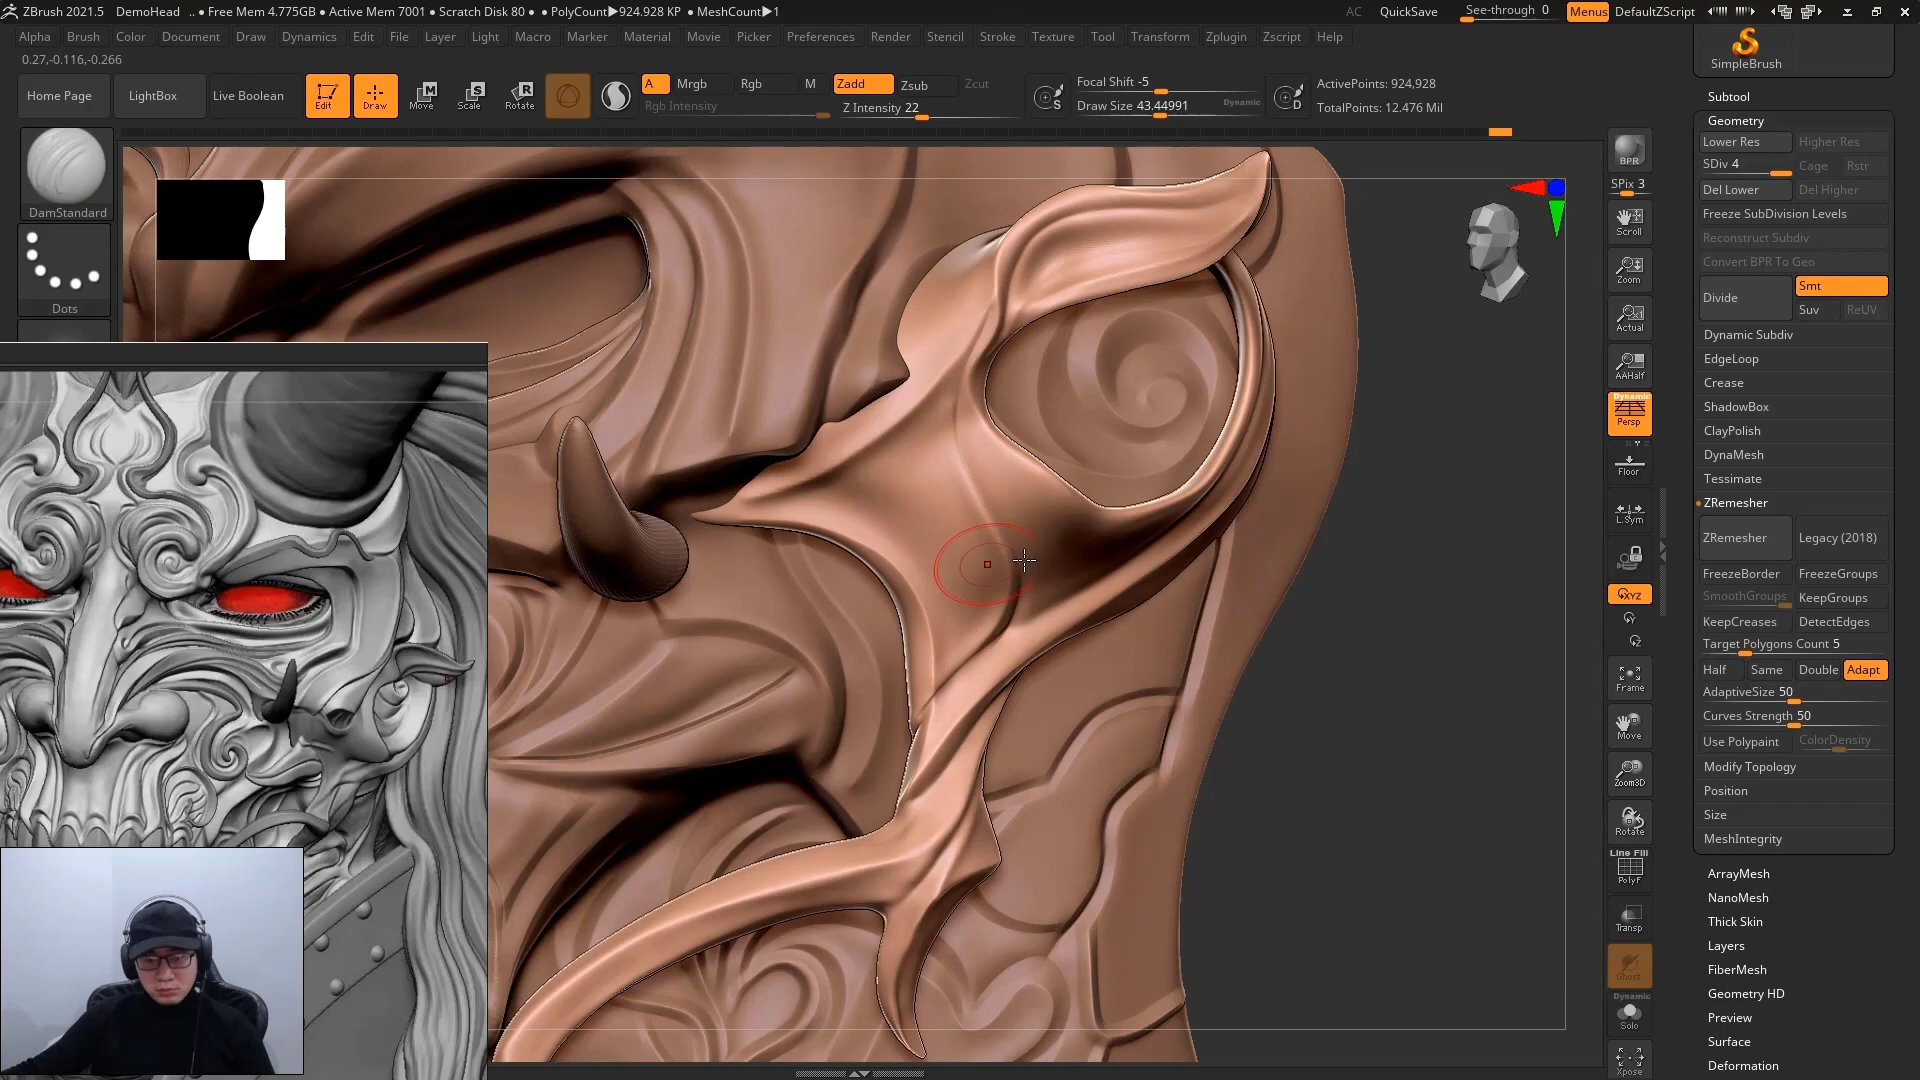 ZBrush 2021.5 DemoHead .. ● Free Mem 4.775GB ● Active Mem 7001 ● Scratch Disk 80 ● ● PolyCount▶924.928 KP ● MeshCount▶1 AC QuickSave See-through 0 Menus DefaultZScript
Alpha Brush Color Document Draw Dynamics Edit File Layer Light Macro Marker Material Movie Picker Preferences Render Stencil Stroke Texture Tool Transform Zplugin Zscript Help
0.27,-0.116,-0.266
Home Page LightBox Live Boolean Edit Draw Move Scale Rotate
M
S
R
A Mrgb Rgb M Zadd Zsub Zcut
Rgb Intensity Z Intensity 22
S
Focal Shift -5
Draw Size 43.44991 Dynamic
D
ActivePoints: 924,928
TotalPoints: 12.476 Mil
DamStandard
Dots
BPR
SPix 3
Scroll
Zoom
Actual
AAHalf
Dynamic
Persp
Floor
L.Sym
XYZ
Frame
Move
Zoom3D
Rotate
Line Fill
PolyF
Transp
Ghost
Dynamic
Solo
Xpose
SimpleBrush
Subtool
Geometry
Lower Res Higher Res
SDiv 4 Cage Rstr
Del Lower Del Higher
Freeze SubDivision Levels
Reconstruct Subdiv
Convert BPR To Geo
Divide Smt
Suv ReUV
Dynamic Subdiv
EdgeLoop
Crease
ShadowBox
ClayPolish
DynaMesh
Tessimate
ZRemesher
ZRemesher Legacy (2018)
FreezeBorder FreezeGroups
SmoothGroups KeepGroups
KeepCreases DetectEdges
Target Polygons Count 5
Half Same Double Adapt
AdaptiveSize 50
Curves Strength 50
Use Polypaint ColorDensity
Modify Topology
Position
Size
MeshIntegrity
ArrayMesh
NanoMesh
Thick Skin
Layers
FiberMesh
Geometry HD
Preview
Surface
Deformation